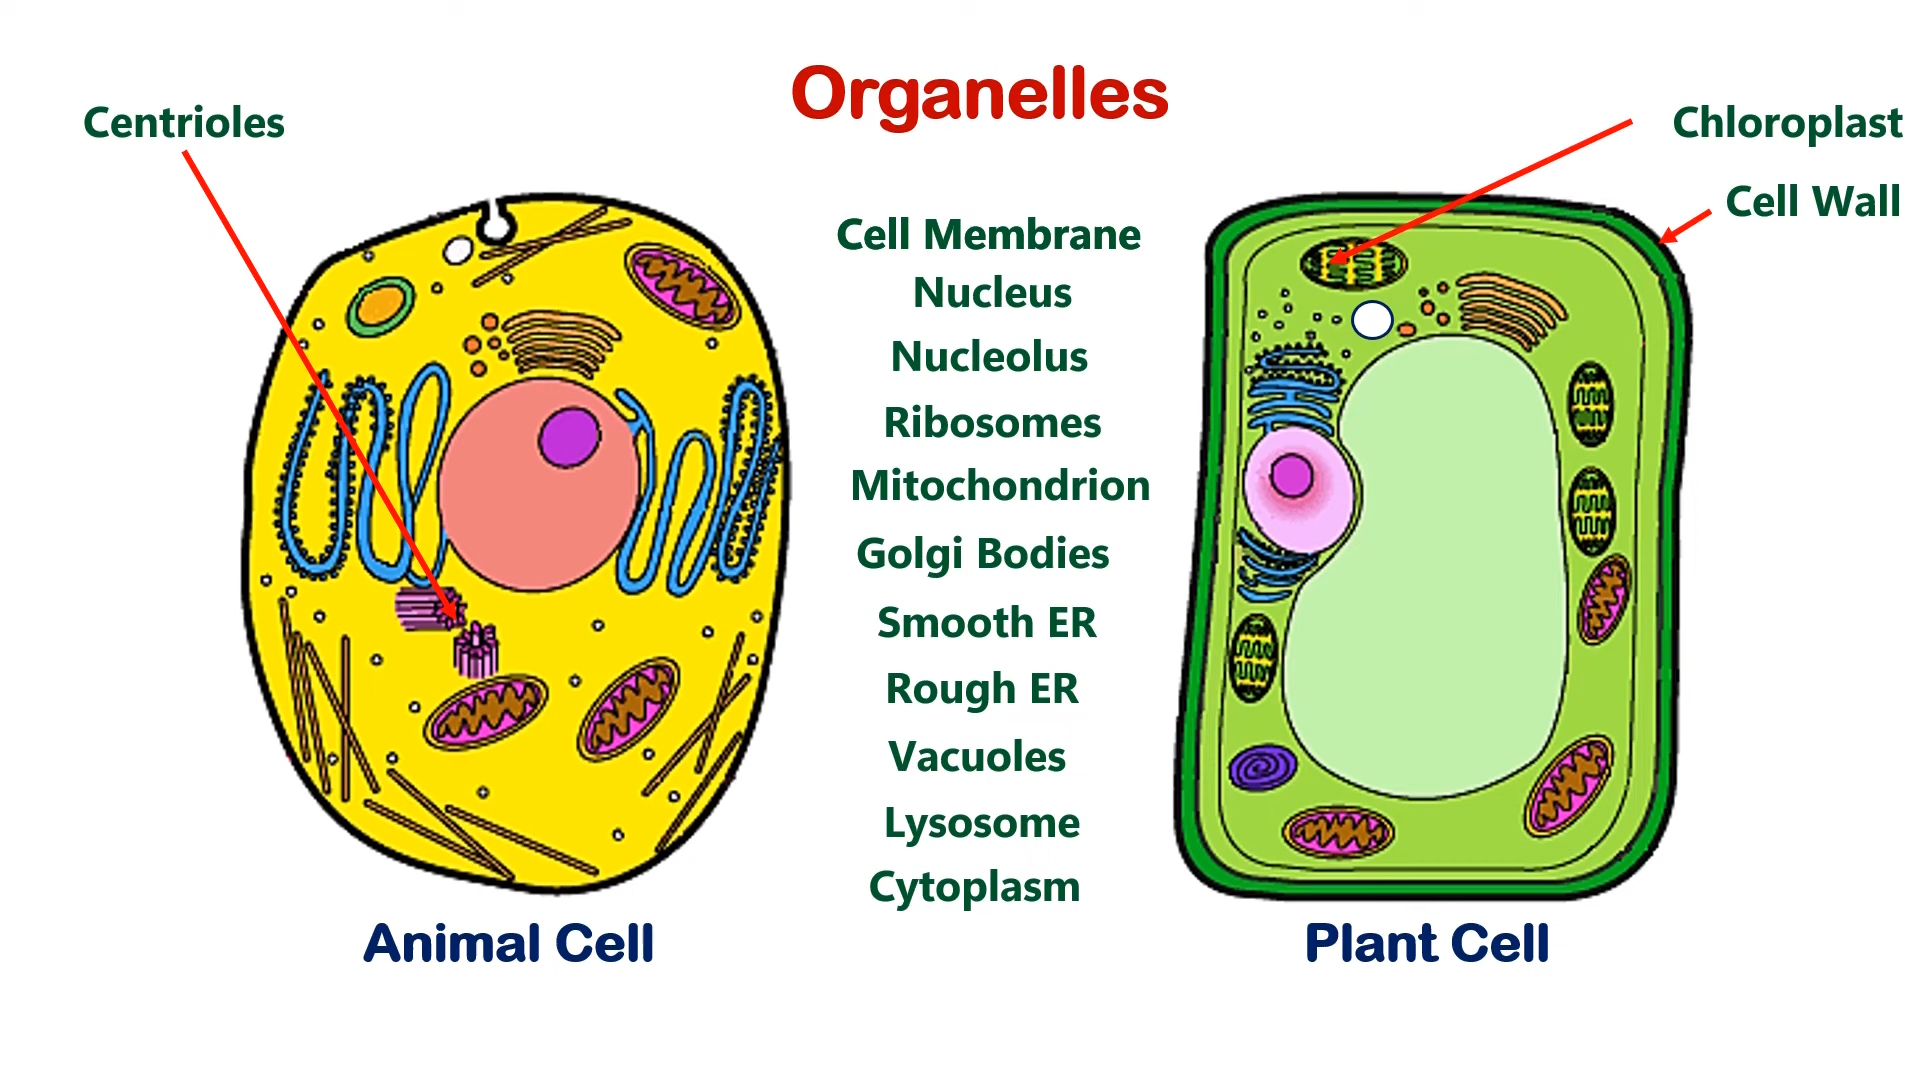 Organelles
Centrioles
Chloroplast
Cell Wall
Cell Membrane
Nucleus
Nucleolus
Ribosomes
Mitochondrion
Golgi Bodies
Smooth ER
Rough ER
Vacuoles
Lysosome
Cytoplasm
Animal Cell
Plant Cell